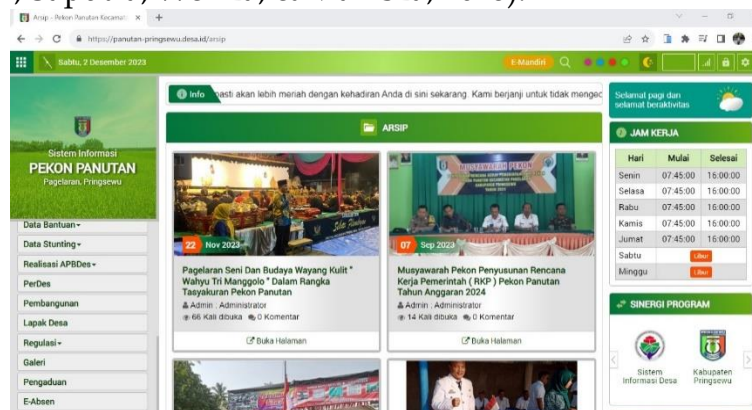 Arsip - Pekon Panutan Kecamat
https://panutan-pringsewu.desa.id/arsip
Sabtu, 2 Desember 2023
E-Mandiri
Info
pasti akan lebih meriah dengan kehadiran Anda di sini sekarang. Kami berjanji untuk tidak menged
Selamat pagi dan
selamat beraktivitas
Sistem Informasi
PEKON PANUTAN
Pagelaran, Pringsewu
Data Bantuan
Data Stunting
Realisasi APBDes
PerDes
Pembangunan
Lapak Desa
Regulasi
Galeri
Pengaduan
E-Absen
ARSIP
22 Nov 2023
Pagelaran Seni Dan Budaya Wayang Kulit "
Wahyu Tri Manggolo " Dalam Rangka
Tasyakuran Pekon Panutan
Admin : Administrator
66 Kali dibuka 0 Komentar
Buka Halaman
MUSYAWARAH PEKON
07 Sep 2023
Musyawarah Pekon Penyusunan Rencana
Kerja Pemerintah ( RKP ) Pekon Panutan
Tahun Anggaran 2024
Admin : Administrator
14 Kali dibuka 0 Komentar
Buka Halaman
JAM KERJA
Hari Mulai Selesai
Senin 07:45:00 16:00:00
Selasa 07:45:00 16:00:00
Rabu 07:45:00 16:00:00
Kamis 07:45:00 16:00:00
Jumat 07:45:00 16:00:00
Sabtu Libur
Minggu Libur
SINERGI PROGRAM
Sistem
Informasi Desa
Kabupaten
Pringsewu